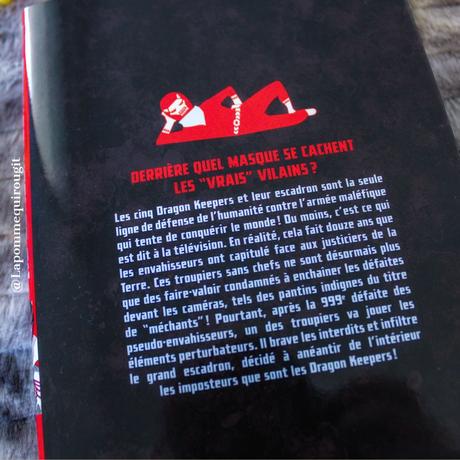 DERRIÈRE QUEL MASQUE SE CACHENT
LES “VRAIS” VILAINS ?
Les cinq Dragon Keepers et leur escadron sont la seule
ligne de défense de l'humanité contre l'armée maléfique
qui tente de conquérir le monde ! Du moins, c'est ce qui
est dit à la télévision. En réalité, cela fait douze ans que
les envahisseurs ont capitulé face aux justiciers de la
Terre. Ces troupiers sans chefs ne sont désormais plus
que des faire-valoir condamnés à enchainer les défaites
devant les caméras, tels des pantins indignes du titre
de “méchants” ! Pourtant, après la 999e défaite des
pseudo-envahisseurs, un des troupiers va jouer les
éléments perturbateurs. Il brave les interdits et infiltre
le grand escadron, décidé à anéantir de l'intérieur
les imposteurs que sont les Dragon Keepers !
@Lapommequirougit